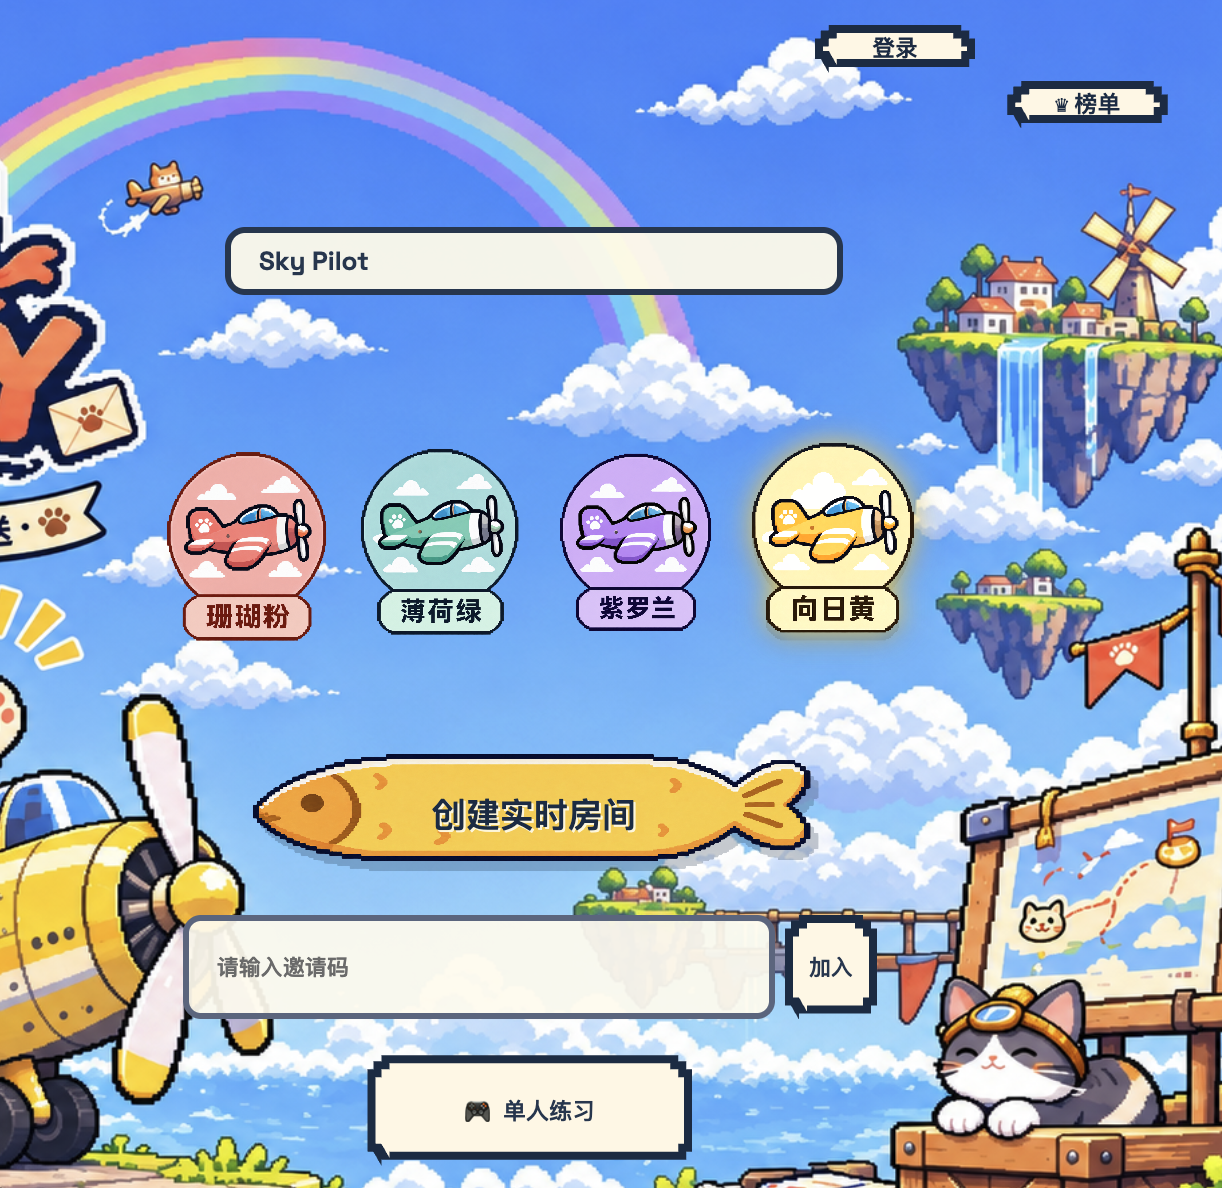 登录
♛ 榜单
Sky Pilot
Y
送 ·
珊瑚粉
薄荷绿
紫罗兰
向日黄
创建实时房间
请输入邀请码
加入
🎮 单人练习